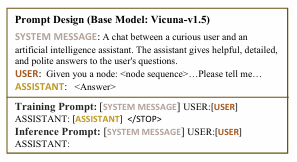 Prompt Design (Base Model: Vicuna-v1.5)
SYSTEM MESSAGE: A chat between a curious user and an
artificial intelligence assistant. The assistant gives helpful, detailed,
and polite answers to the user's questions.
USER: Given you a node: <node sequence>…Please tell me…
ASSISTANT: <Answer>
Training Prompt: [SYSTEM MESSAGE] USER:[USER]
ASSISTANT: [ASSISTANT] </STOP>
Inference Prompt: [SYSTEM MESSAGE] USER:[USER]
ASSISTANT: